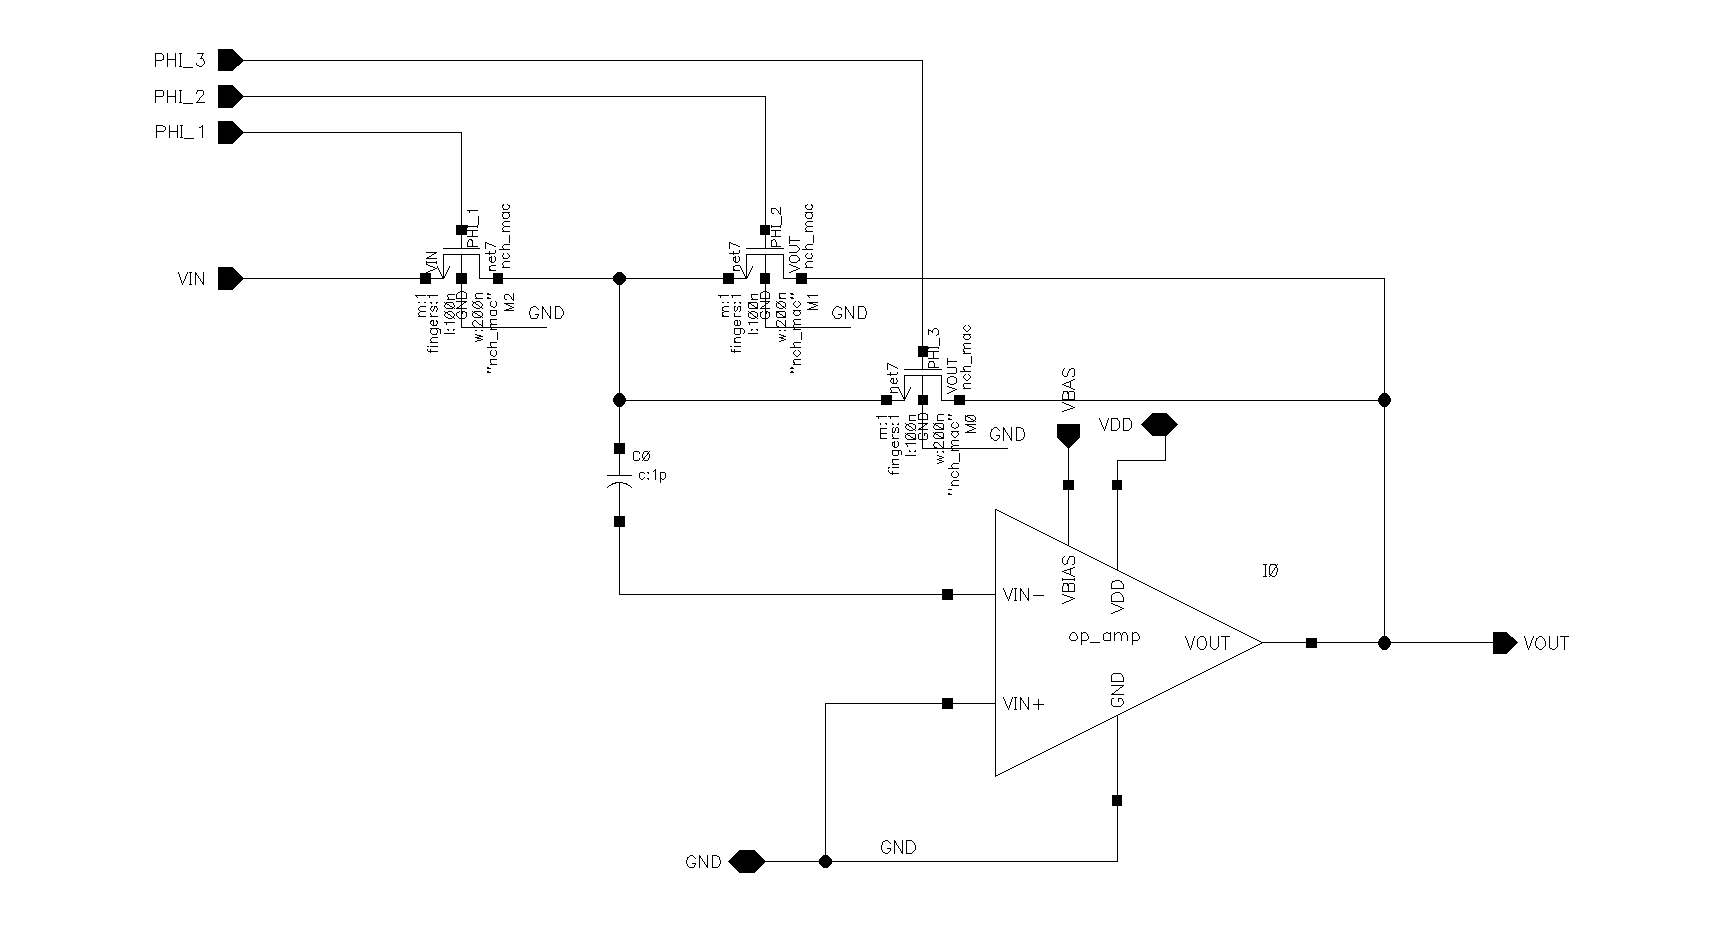 PHI_3
PHI_2
PHI_1
VIN
VIN
PHI_1
net7
nch_mac
m:1
fingers:1
l:100n
GND
w:200n
"nch_mac"
M2
GND
net7
PHI_2
VOUT
nch_mac
m:1
fingers:1
l:100n
GND
w:200n
"nch_mac"
M1
GND
net7
PHI_3
VOUT
nch_mac
m:1
fingers:1
l:100n
GND
w:200n
"nch_mac"
M0
GND
C0
c:1p
VBAS
VDD
VIN-
VBIAS
VDD
I0
op_amp
VOUT
VOUT
VIN+
GND
GND
GND